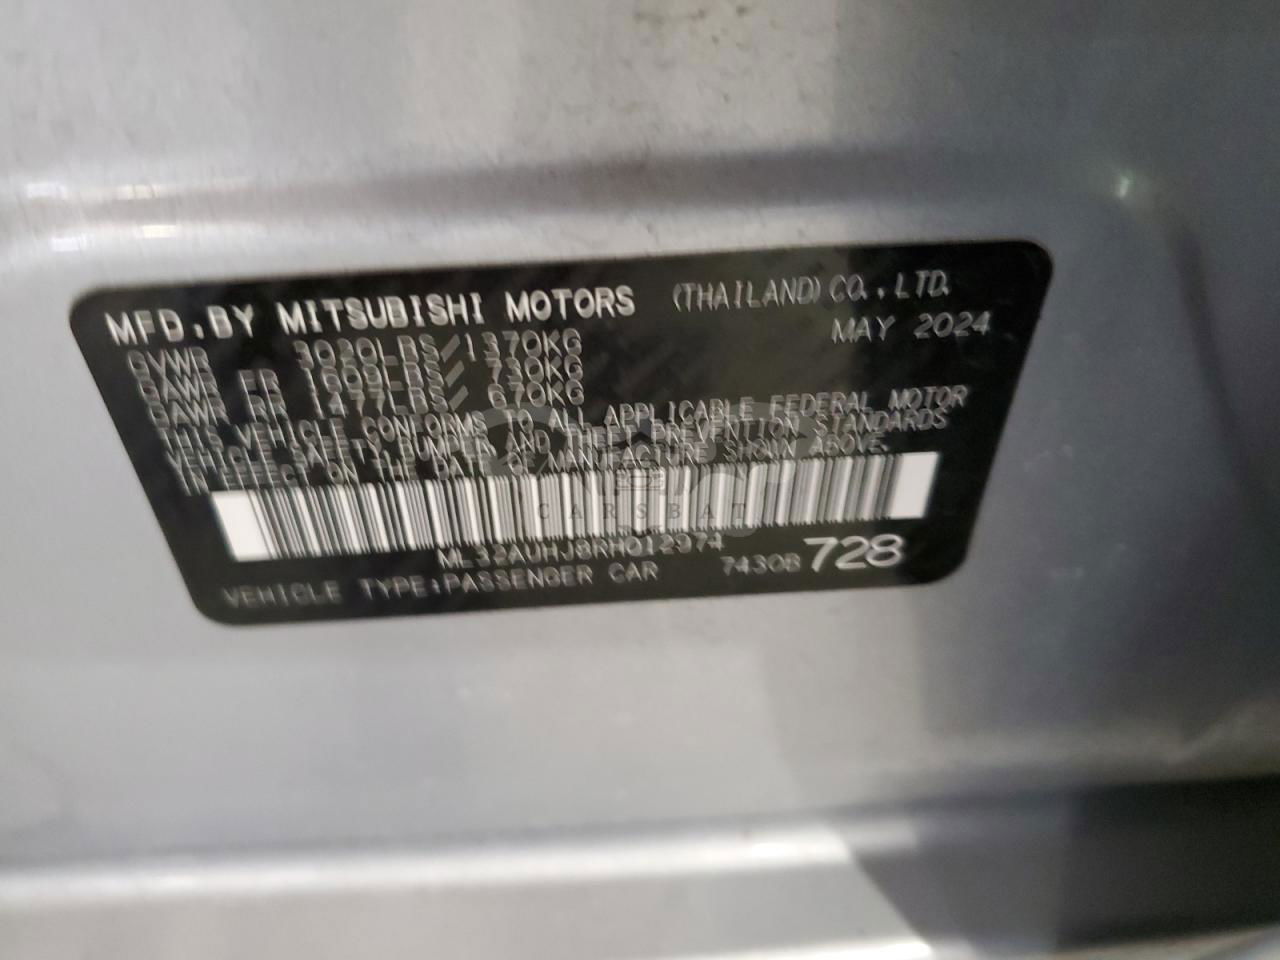 MFD.BY MITSUBISHI MOTORS (THAILAND) CO.,LTD.
MAY 2024
GVWR 3020LBS/1370KG
GAWR FR 1609LBS/ 730KG
GAWR RR 1477LBS/ 670KG
THIS VEHICLE CONFORMS TO ALL APPLICABLE FEDERAL MOTOR
VEHICLE SAFETY, BUMPER AND THEFT PREVENTION STANDARDS
IN EFFECT ON THE DATE OF MANUFACTURE SHOWN ABOVE.
CARSBAT
ML32AUHJ8RH012974
VEHICLE TYPE:PASSENGER CAR 7430B 728